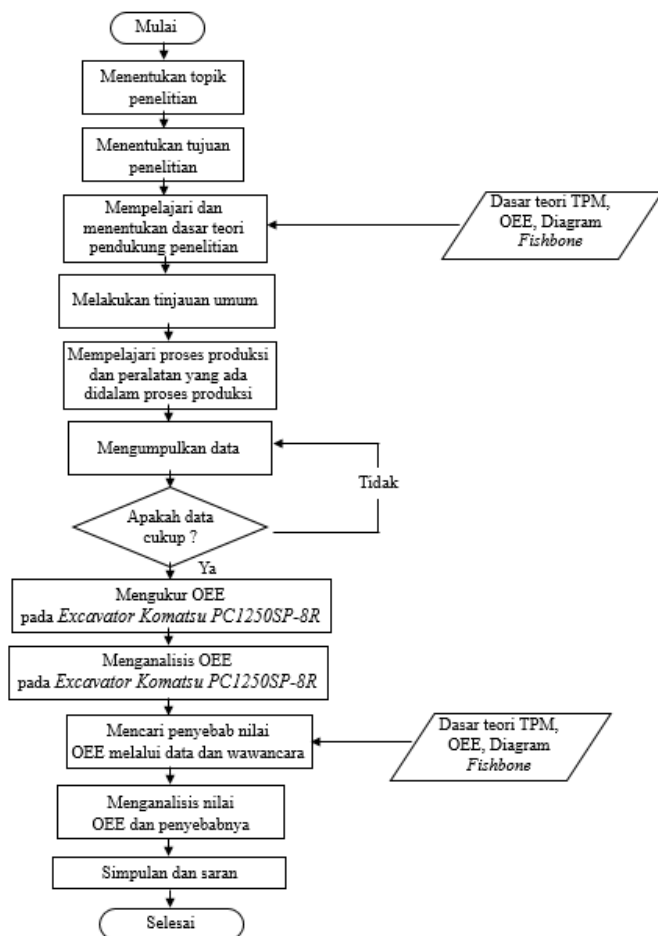 Mulai
Menentukan topik
penelitian
Menentukan tujuan
penelitian
Mempelajari dan
menentukan dasar teori
pendukung penelitian
Dasar teori TPM,
OEE, Diagram
Fishbone
Melakukan tinjauan umum
Mempelajari proses produksi
dan peralatan yang ada
didalam proses produksi
Mengumpulkan data
Tidak
Apakah data
cukup ?
Ya
Mengukur OEE
pada Excavator Komatsu PC1250SP-8R
Menganalisis OEE
pada Excavator Komatsu PC1250SP-8R
Mencari penyebab nilai
OEE melalui data dan wawancara
Dasar teori TPM,
OEE, Diagram
Fishbone
Menganalisis nilai
OEE dan penyebabnya
Simpulan dan saran
Selesai